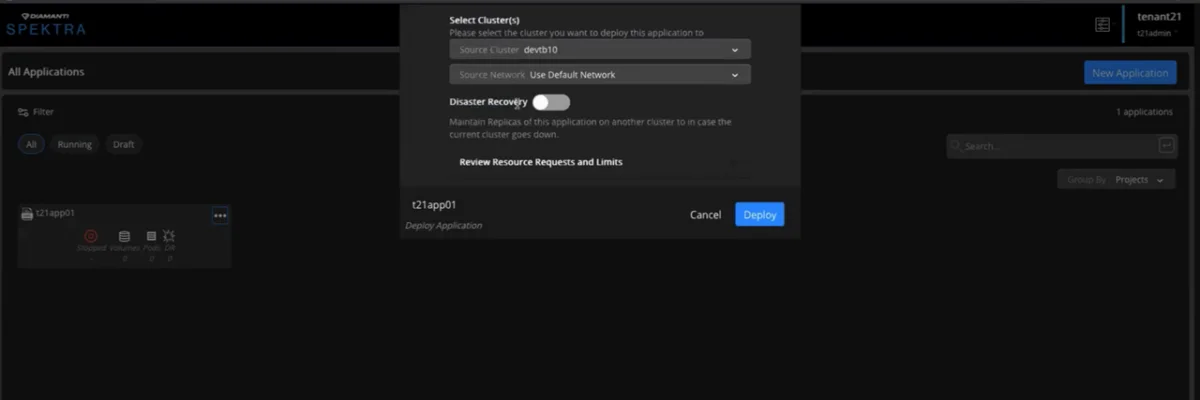 DIAMANTI
SPEKTRA
tenant21
t21admin
All Applications
New Application
Filter
1 applications
All
Running
Draft
Search...
Group By Projects
t21app01
Stopped Volumes Pods DR
- 0 0 0
Select Cluster(s)
Please select the cluster you want to deploy this application to
Source Cluster devtb10
Source Network Use Default Network
Disaster Recovery
Maintain Replicas of this application on another cluster to in case the
current cluster goes down.
Review Resource Requests and Limits
t21app01
Deploy Application
Cancel
Deploy